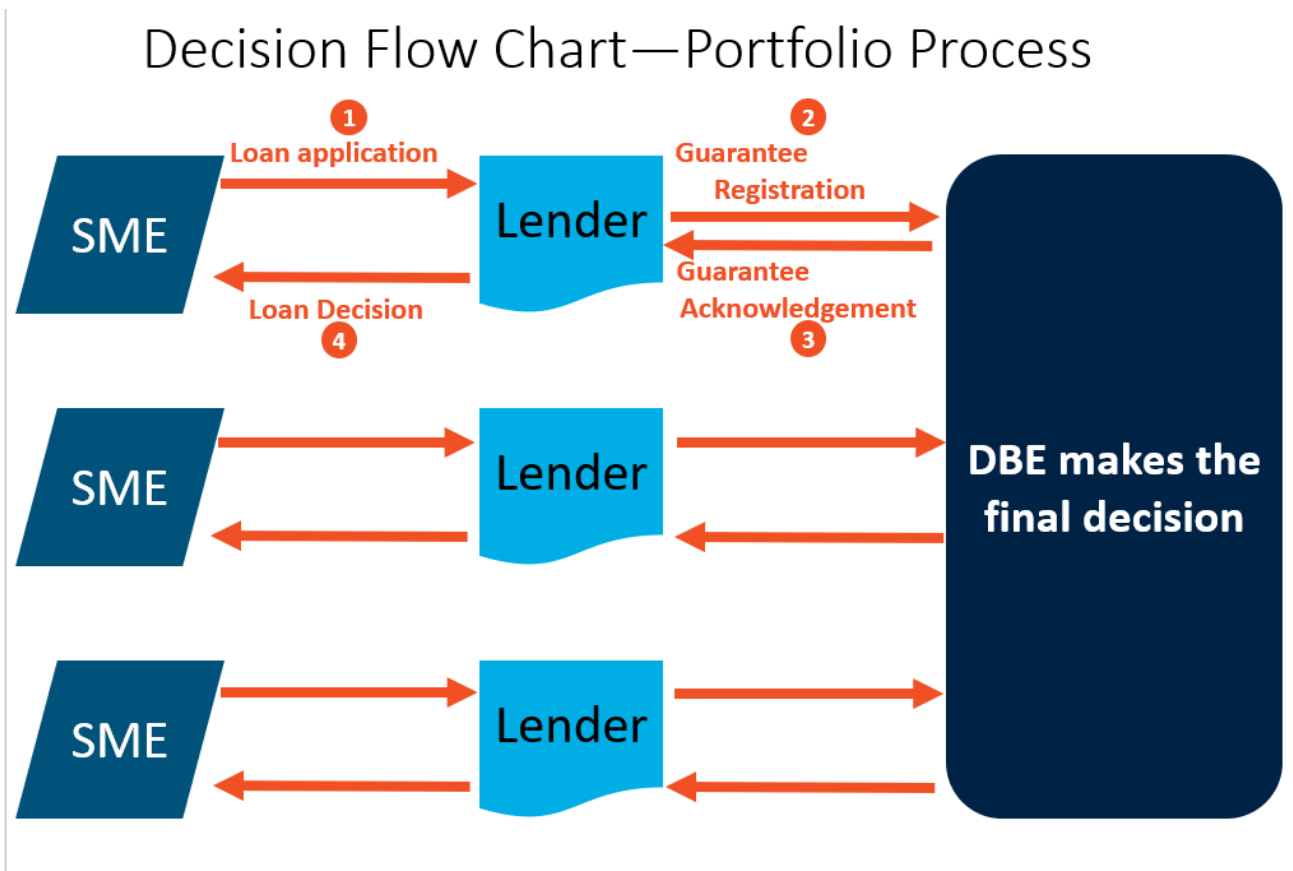 Decision Flow Chart—Portfolio Process
1
Loan application
2
Guarantee
Registration
SME
Lender
Guarantee
Acknowledgement
3
Loan Decision
4
SME
Lender
DBE makes the
final decision
SME
Lender